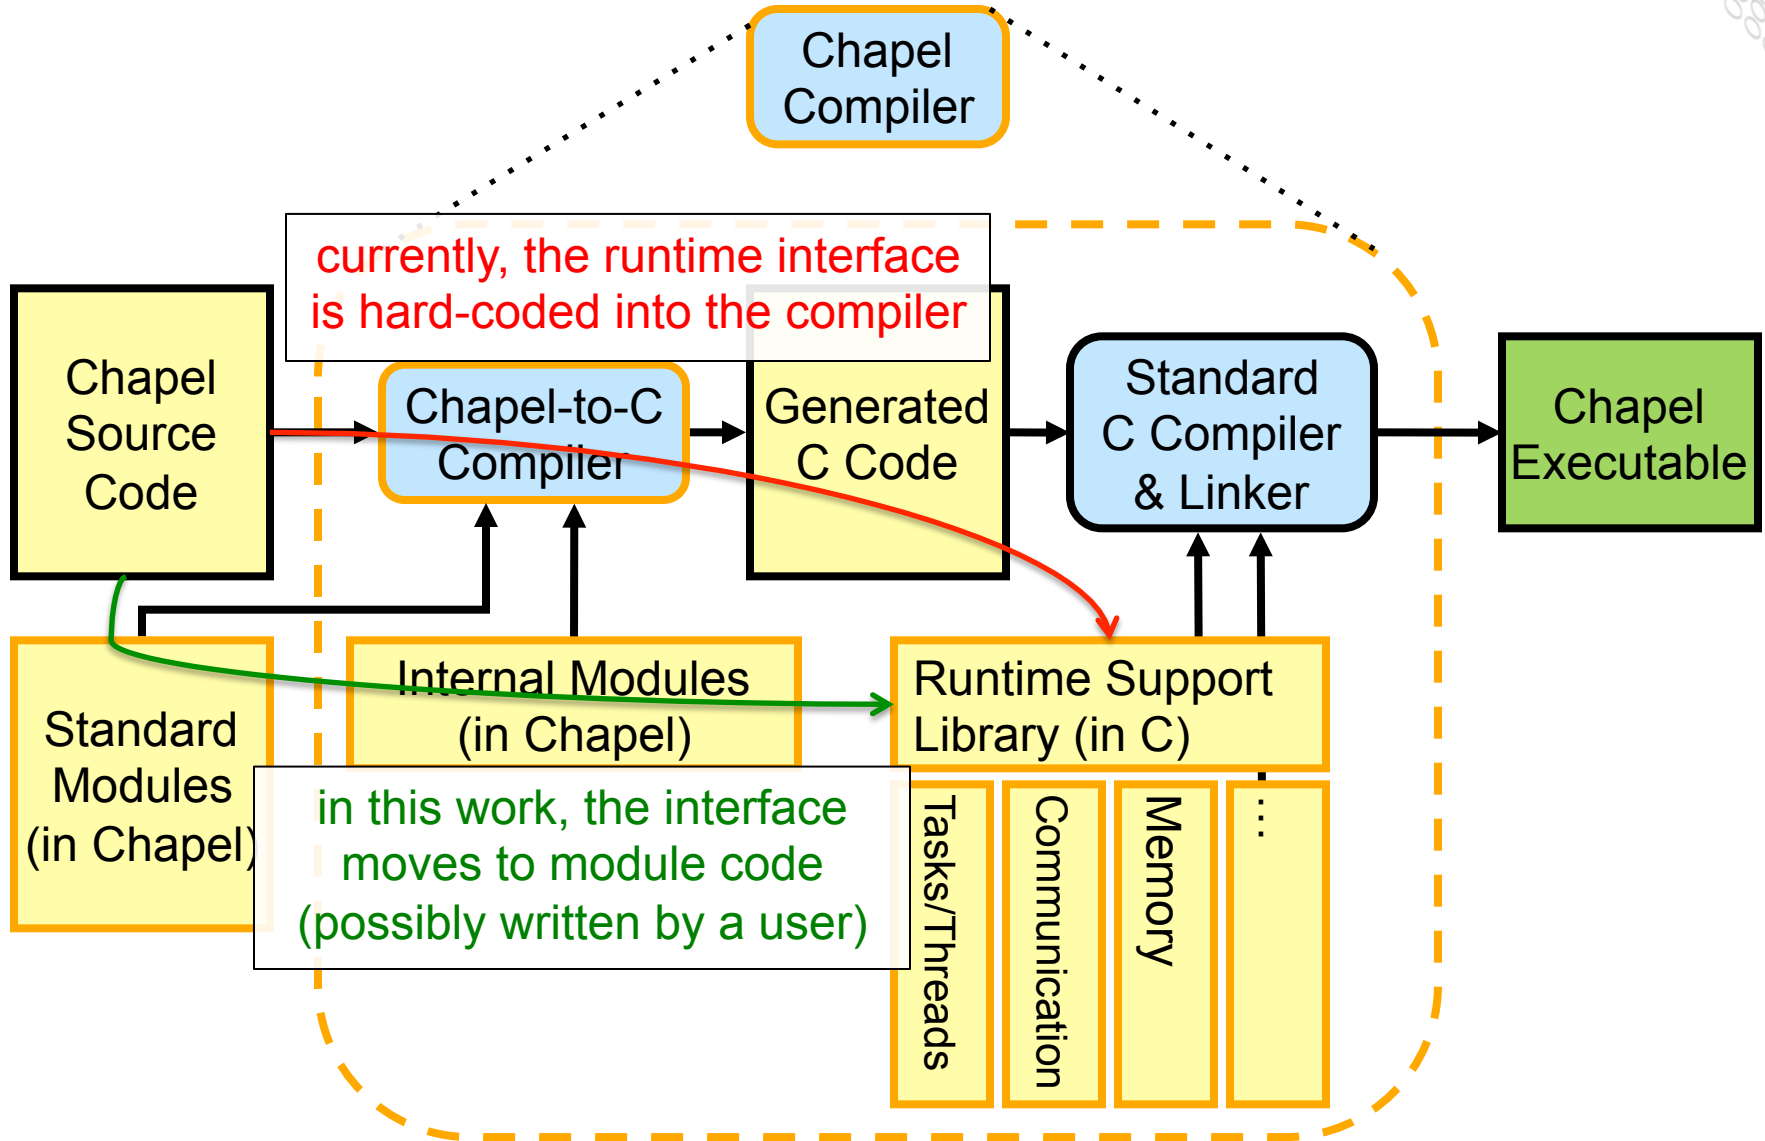 Chapel
Compiler
currently, the runtime interface
is hard-coded into the compiler
Chapel
Source
Code
Chapel-to-C
Compiler
Generated
C Code
Standard
C Compiler
& Linker
Chapel
Executable
Standard
Modules
(in Chapel)
Internal Modules
(in Chapel)
Runtime Support
Library (in C)
in this work, the interface
moves to module code
(possibly written by a user)
Tasks/Threads
Communication
Memory
...